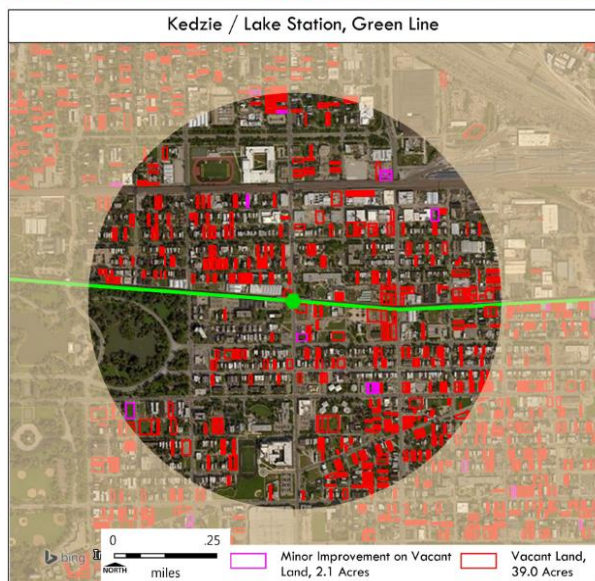 Kedzie / Lake Station, Green Line
bing
0
.25
NORTH
miles
Minor Improvement on Vacant
Land, 2.1 Acres
Vacant Land,
39.0 Acres